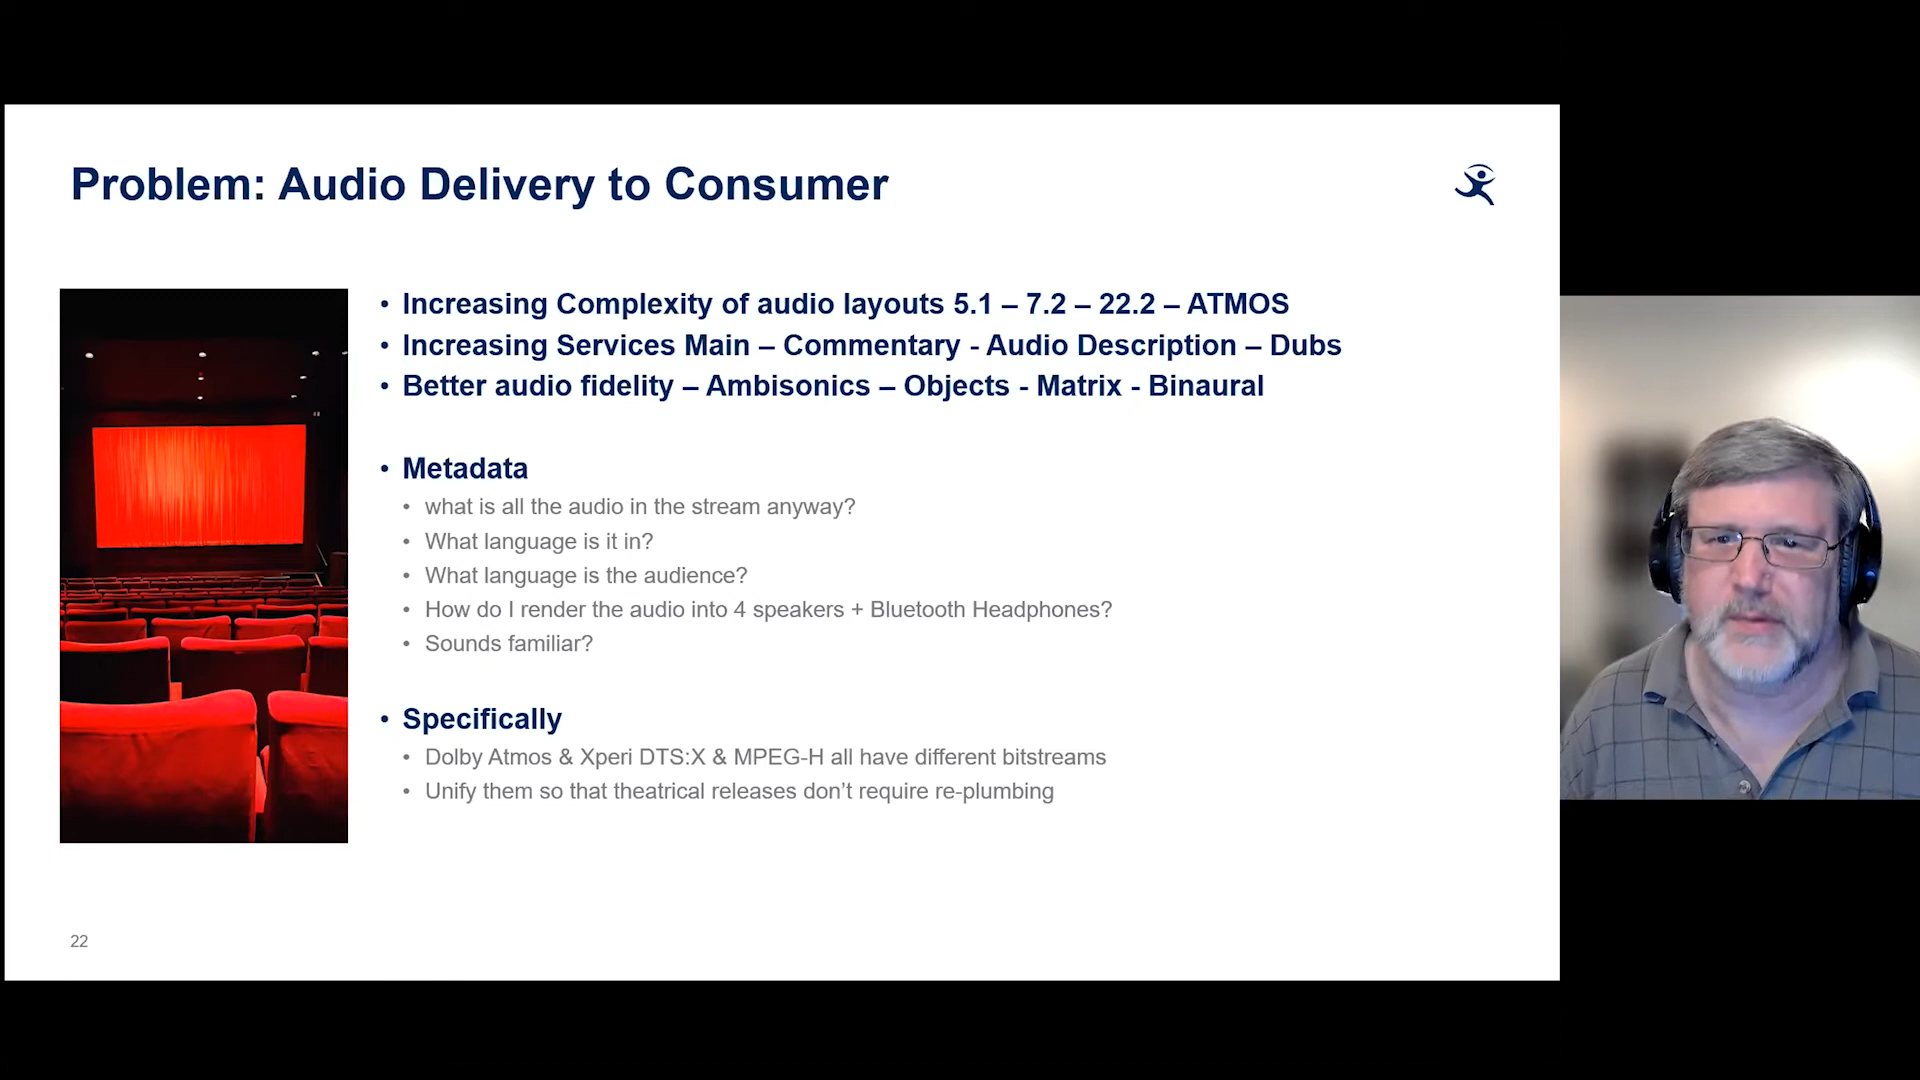 Problem: Audio Delivery to Consumer
• Increasing Complexity of audio layouts 5.1 – 7.2 – 22.2 – ATMOS
• Increasing Services Main – Commentary - Audio Description – Dubs
• Better audio fidelity – Ambisonics – Objects - Matrix - Binaural
• Metadata
• what is all the audio in the stream anyway?
• What language is it in?
• What language is the audience?
• How do I render the audio into 4 speakers + Bluetooth Headphones?
• Sounds familiar?
• Specifically
• Dolby Atmos & Xperi DTS:X & MPEG-H all have different bitstreams
• Unify them so that theatrical releases don’t require re-plumbing
22